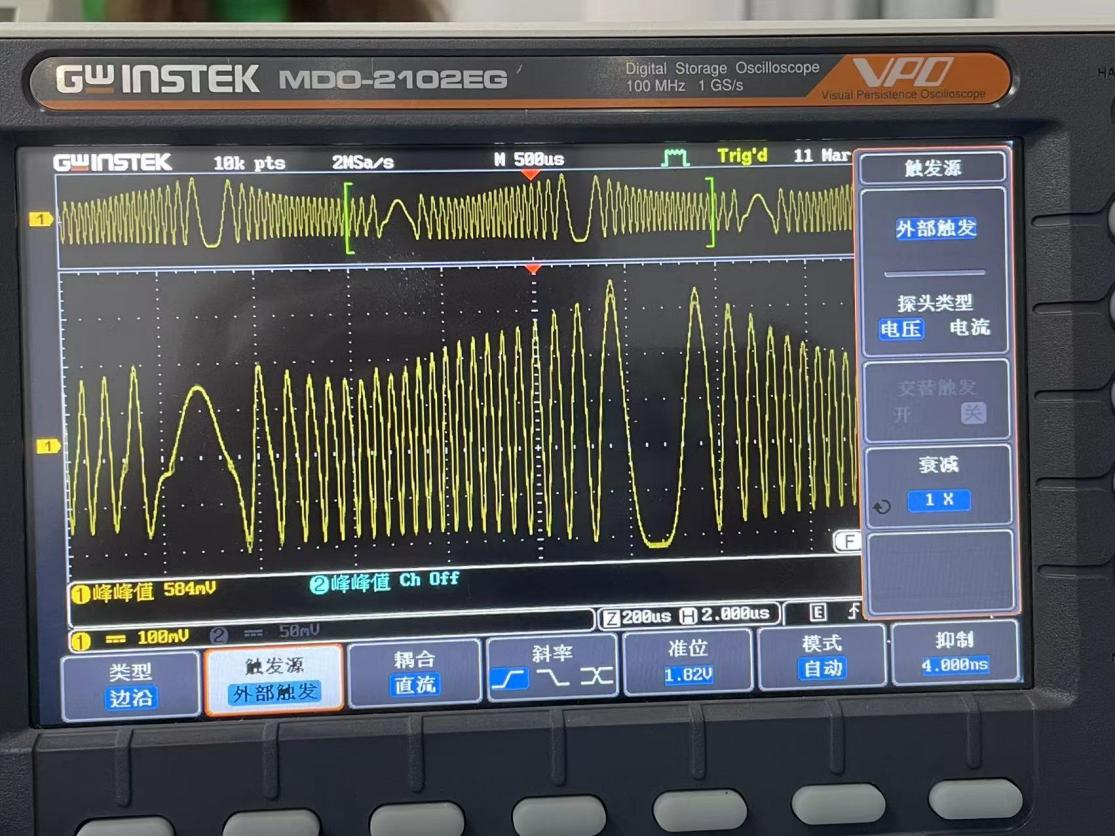 GW INSTEK MDO-2102EG
Digital Storage Oscilloscope
100 MHz 1 GS/s
VPO
Visual Persistence Oscilloscope
HA
GW INSTEK 10k pts 2MSa/s M 500us Trig'd 11 Mar
触发源
1
外部触发
探头类型
电压 电流
交替触发
开 关
1
衰减
1 X
F
1 峰峰值 584mV 2 峰峰值 Ch Off
Z 200us H 2.000us E
1 100mV 2 50mV
类型
边沿
触发源
外部触发
耦合
直流
斜率
准位
1.82V
模式
自动
抑制
4.000ns